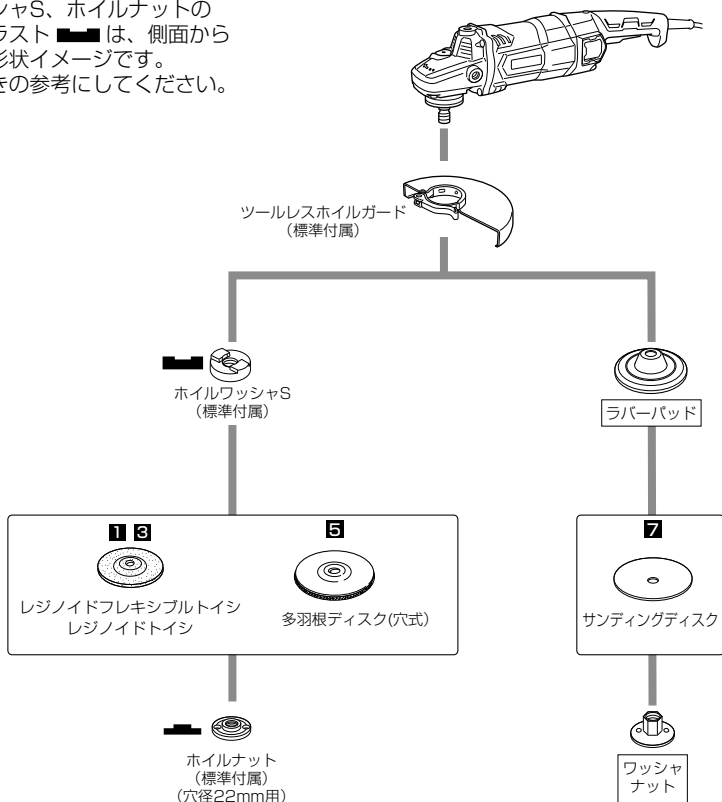 シャS、ホイルナットの
ラスト は、側面から
形状イメージです。
きの参考にしてください。
ツールレスホイルガード
（標準付属）
ホイルワッシャS
（標準付属）
ラバーパッド
1 3
5
7
レジノイドフレキシブルトイシ
レジノイドトイシ
多羽根ディスク(穴式)
サンディングディスク
ホイルナット
（標準付属）
（穴径22mm用）
ワッシャ
ナット